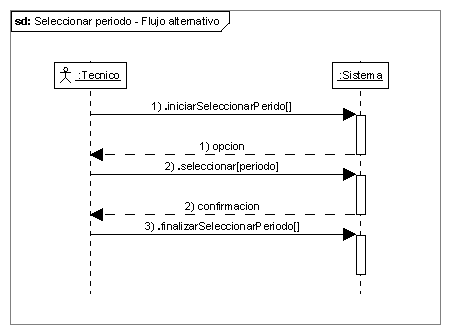 sd: Seleccionar periodo - Flujo alternativo
:Tecnico
:Sistema
1) .iniciarSeleccionarPerido[]
1) opcion
2) .seleccionar[periodo]
2) confirmacion
3) .finalizarSeleccionarPeriodo[]